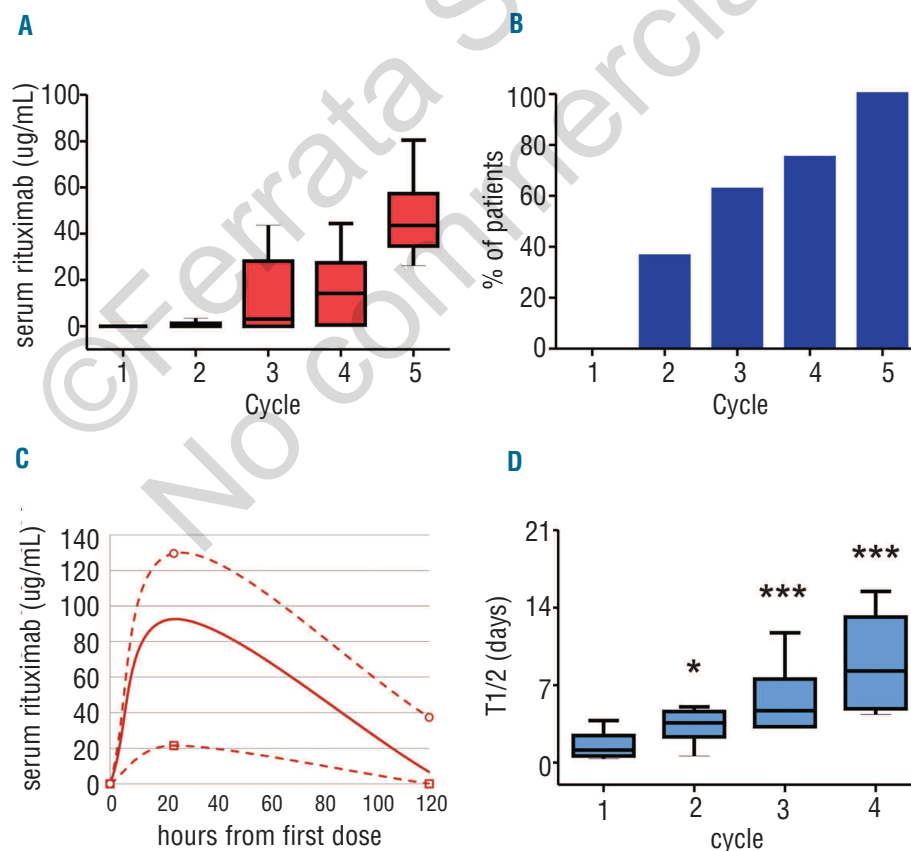 A
B
©Ferrata S
No commercia
serum rituximab (ug/mL)
100
80
60
40
20
0
1 2 3 4 5
Cycle
% of patients
100
80
60
40
20
0
1 2 3 4 5
Cycle
C
D
serum rituximab (ug/mL)
140
120
100
80
60
40
20
0
0 20 40 60 80 100 120
hours from first dose
T1/2 (days)
21
14
7
0
* *** ***
1 2 3 4
cycle